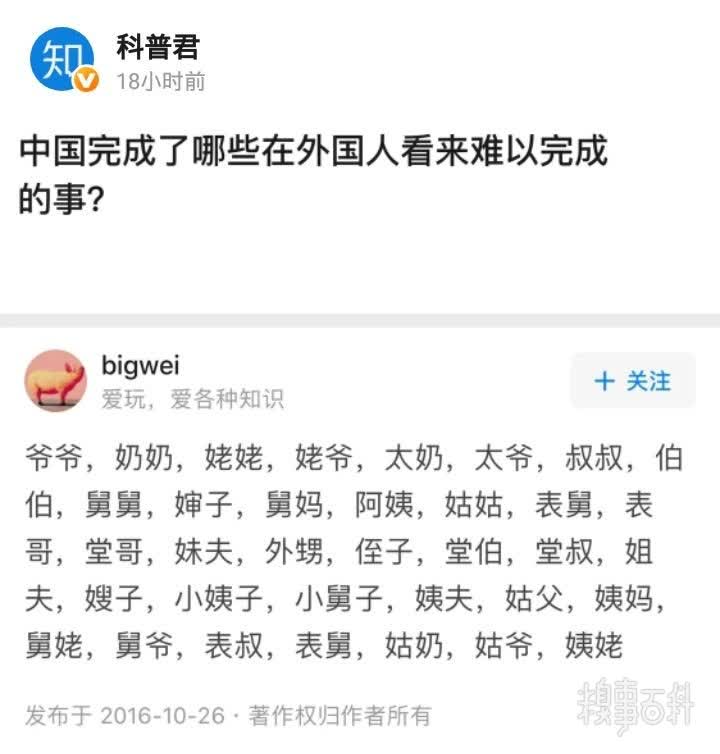 知
科普君
18小时前
中国完成了哪些在外国人看来难以完成
的事?
bigwei
爱玩，爱各种知识
+ 关注
爷爷，奶奶，姥姥，姥爷，太奶，太爷，叔叔，伯
伯，舅舅，婶子，舅妈，阿姨，姑姑，表舅，表
哥，堂哥，妹夫，外甥，侄子，堂伯，堂叔，姐
夫，嫂子，小姨子，小舅子，姨夫，姑父，姨妈，
舅姥，舅爷，表叔，表舅，姑奶，姑爷，姨姥
发布于 2016-10-26 · 著作权归作者所有
糗事百科